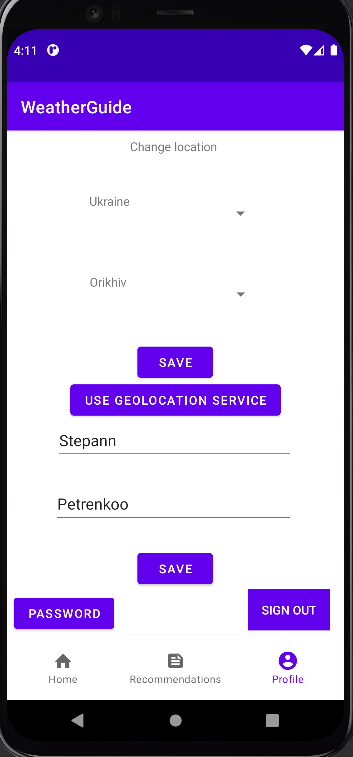 4:11
WeatherGuide
Change location
Ukraine
Orikhiv
SAVE
USE GEOLOCATION SERVICE
Stepann
Petrenkoo
SAVE
PASSWORD
SIGN OUT
Home
Recommendations
Profile